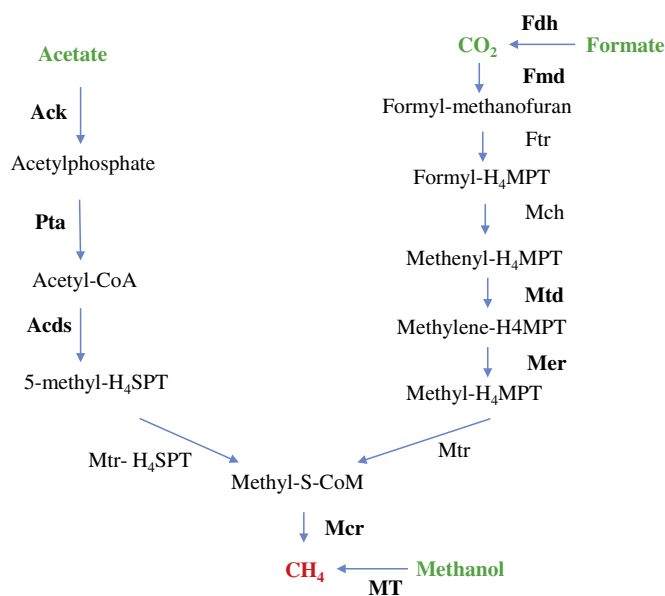 Fdh
Acetate
CO₂
Formate
Fmd
Ack
Formyl-methanofuran
Ftr
Acetylphosphate
Formyl-H₄MPT
Mch
Pta
Methenyl-H₄MPT
Acetyl-CoA
Mtd
Acds
Methylene-H4MPT
Mer
5-methyl-H₄SPT
Methyl-H₄MPT
Mtr- H₄SPT
Mtr
Methyl-S-CoM
Mcr
CH₄
Methanol
MT